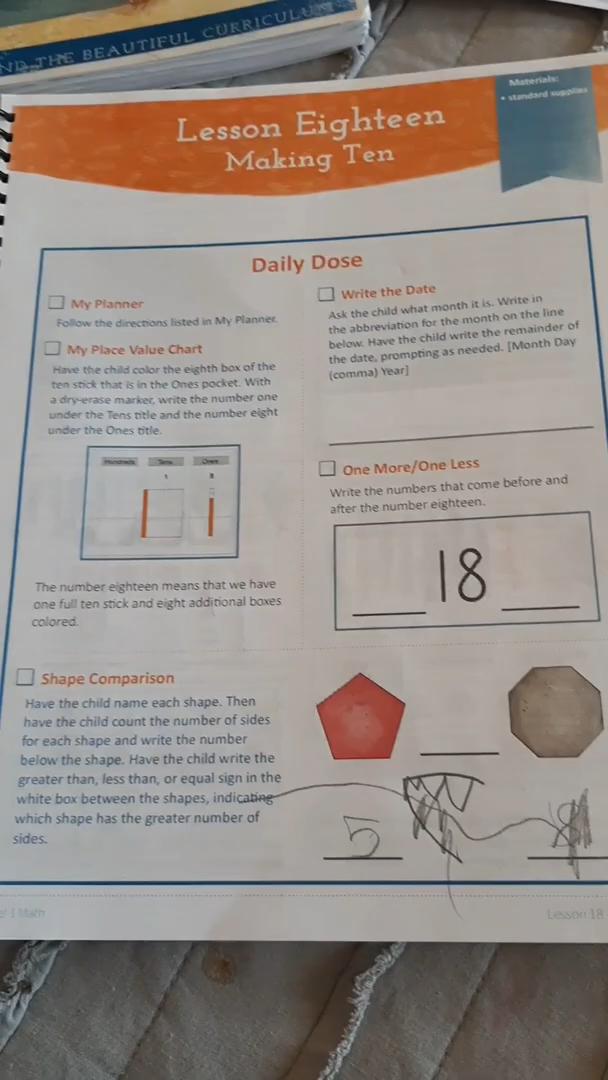 THE BEAUTIFUL CURRICULUM
Materials:
• standard supplies
Lesson Eighteen
Making Ten
Daily Dose
My Planner
Follow the directions listed in My Planner.
My Place Value Chart
Have the child color the eighth box of the
ten stick that is in the Ones pocket. With
a dry-erase marker, write the number one
under the Tens title and the number eight
under the Ones title.
Hundreds Tens Ones
1 8
The number eighteen means that we have
one full ten stick and eight additional boxes
colored.
Write the Date
Ask the child what month it is. Write in
the abbreviation for the month on the line
below. Have the child write the remainder of
the date, prompting as needed. [Month Day
(comma) Year]
One More/One Less
Write the numbers that come before and
after the number eighteen.
18
Shape Comparison
Have the child name each shape. Then
have the child count the number of sides
for each shape and write the number
below the shape. Have the child write the
greater than, less than, or equal sign in the
white box between the shapes, indicating
which shape has the greater number of
sides.
5 8
1 Math
Lesson 18